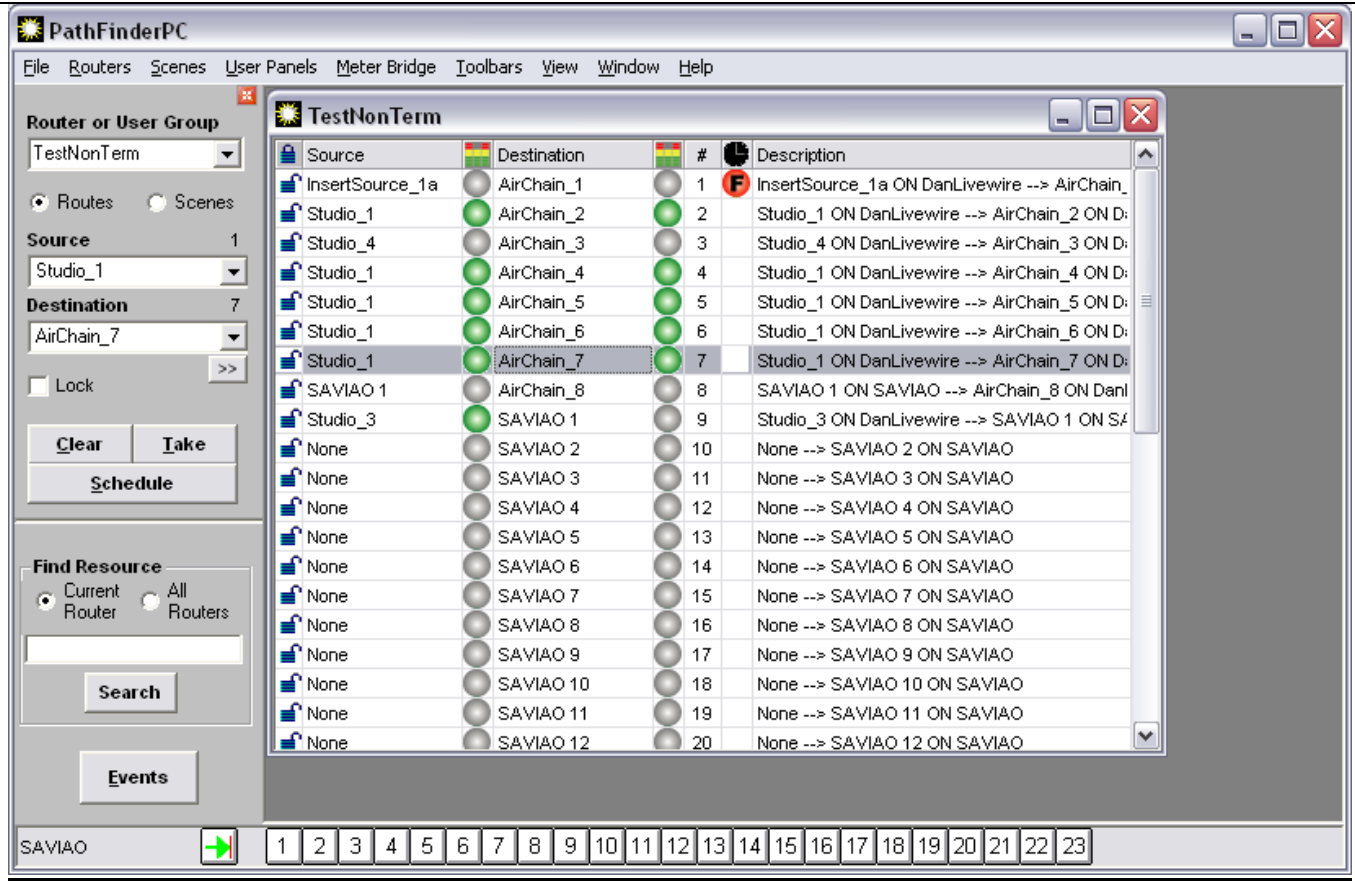 PathFinderPC
File Routers Scenes User Panels Meter Bridge Toolbars View Window Help
Router or User Group
TestNonTerm
Routes Scenes
Source 1
Studio_1
Destination 7
AirChain_7
>>
Lock
Clear Take
Schedule
Find Resource
Current Router All Routers
Search
Events
TestNonTerm
Source Destination # Description
InsertSource_1a AirChain_1 1 F InsertSource_1a ON DanLivewire --> AirChain_
Studio_1 AirChain_2 2 Studio_1 ON DanLivewire --> AirChain_2 ON D
Studio_4 AirChain_3 3 Studio_4 ON DanLivewire --> AirChain_3 ON D
Studio_1 AirChain_4 4 Studio_1 ON DanLivewire --> AirChain_4 ON D
Studio_1 AirChain_5 5 Studio_1 ON DanLivewire --> AirChain_5 ON D
Studio_1 AirChain_6 6 Studio_1 ON DanLivewire --> AirChain_6 ON D
Studio_1 AirChain_7 7 Studio_1 ON DanLivewire --> AirChain_7 ON D
SAVIAO 1 AirChain_8 8 SAVIAO 1 ON SAVIAO --> AirChain_8 ON Danl
Studio_3 SAVIAO 1 9 Studio_3 ON DanLivewire --> SAVIAO 1 ON SA
None SAVIAO 2 10 None --> SAVIAO 2 ON SAVIAO
None SAVIAO 3 11 None --> SAVIAO 3 ON SAVIAO
None SAVIAO 4 12 None --> SAVIAO 4 ON SAVIAO
None SAVIAO 5 13 None --> SAVIAO 5 ON SAVIAO
None SAVIAO 6 14 None --> SAVIAO 6 ON SAVIAO
None SAVIAO 7 15 None --> SAVIAO 7 ON SAVIAO
None SAVIAO 8 16 None --> SAVIAO 8 ON SAVIAO
None SAVIAO 9 17 None --> SAVIAO 9 ON SAVIAO
None SAVIAO 10 18 None --> SAVIAO 10 ON SAVIAO
None SAVIAO 11 19 None --> SAVIAO 11 ON SAVIAO
None SAVIAO 12 20 None --> SAVIAO 12 ON SAVIAO
SAVIAO 1 2 3 4 5 6 7 8 9 10 11 12 13 14 15 16 17 18 19 20 21 22 23